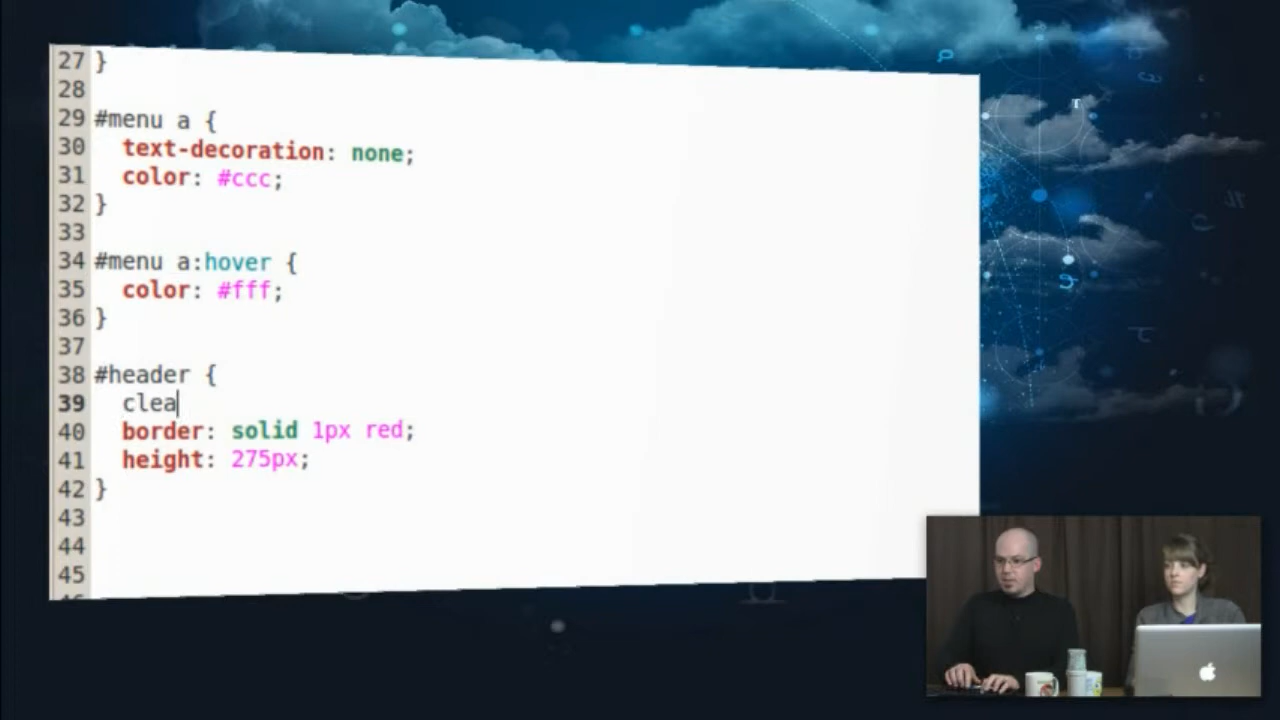 27 }
28
29 #menu a {
30 text-decoration: none;
31 color: #ccc;
32 }
33
34 #menu a:hover {
35 color: #fff;
36 }
37
38 #header {
39 clea
40 border: solid 1px red;
41 height: 275px;
42 }
43
44
45